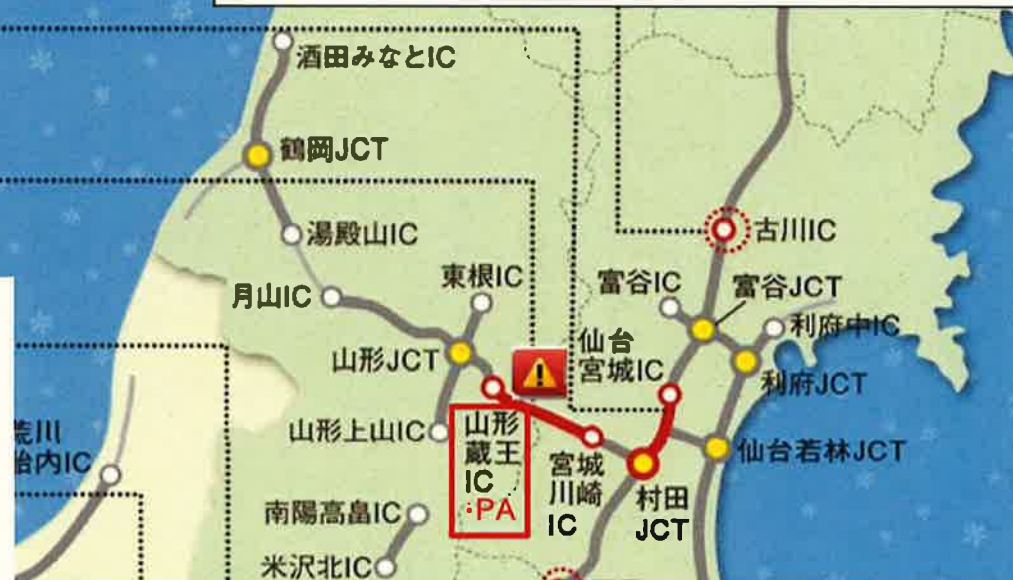 酒田みなとIC
鶴岡JCT
湯殿山IC
古川IC
東根IC
富谷IC
富谷JCT
月山IC
利府中IC
仙台
宮城IC
山形JCT
利府JCT
山形
蔵王
IC
:PA
山形上山IC
荒川
胎内IC
宮城
川崎
IC
仙台若林JCT
村田
JCT
南陽高畠IC
米沢北IC